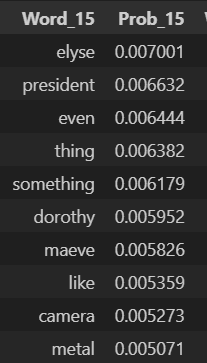 Word_15 Prob_15
elyse 0.007001
president 0.006632
even 0.006444
thing 0.006382
something 0.006179
dorothy 0.005952
maeve 0.005826
like 0.005359
camera 0.005273
metal 0.005071